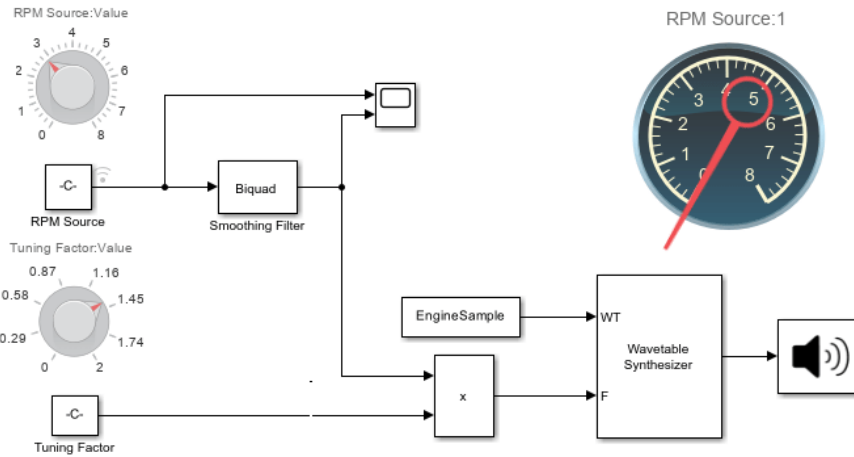 RPM Source:Value
0
1
2
3
4
5
6
7
8
-C-
RPM Source
Biquad
Smoothing Filter
RPM Source:1
0
1
2
3
4
5
6
7
8
Tuning Factor:Value
0
0.29
0.58
0.87
1.16
1.45
1.74
2
-C-
Tuning Factor
EngineSample
x
WT
F
Wavetable
Synthesizer